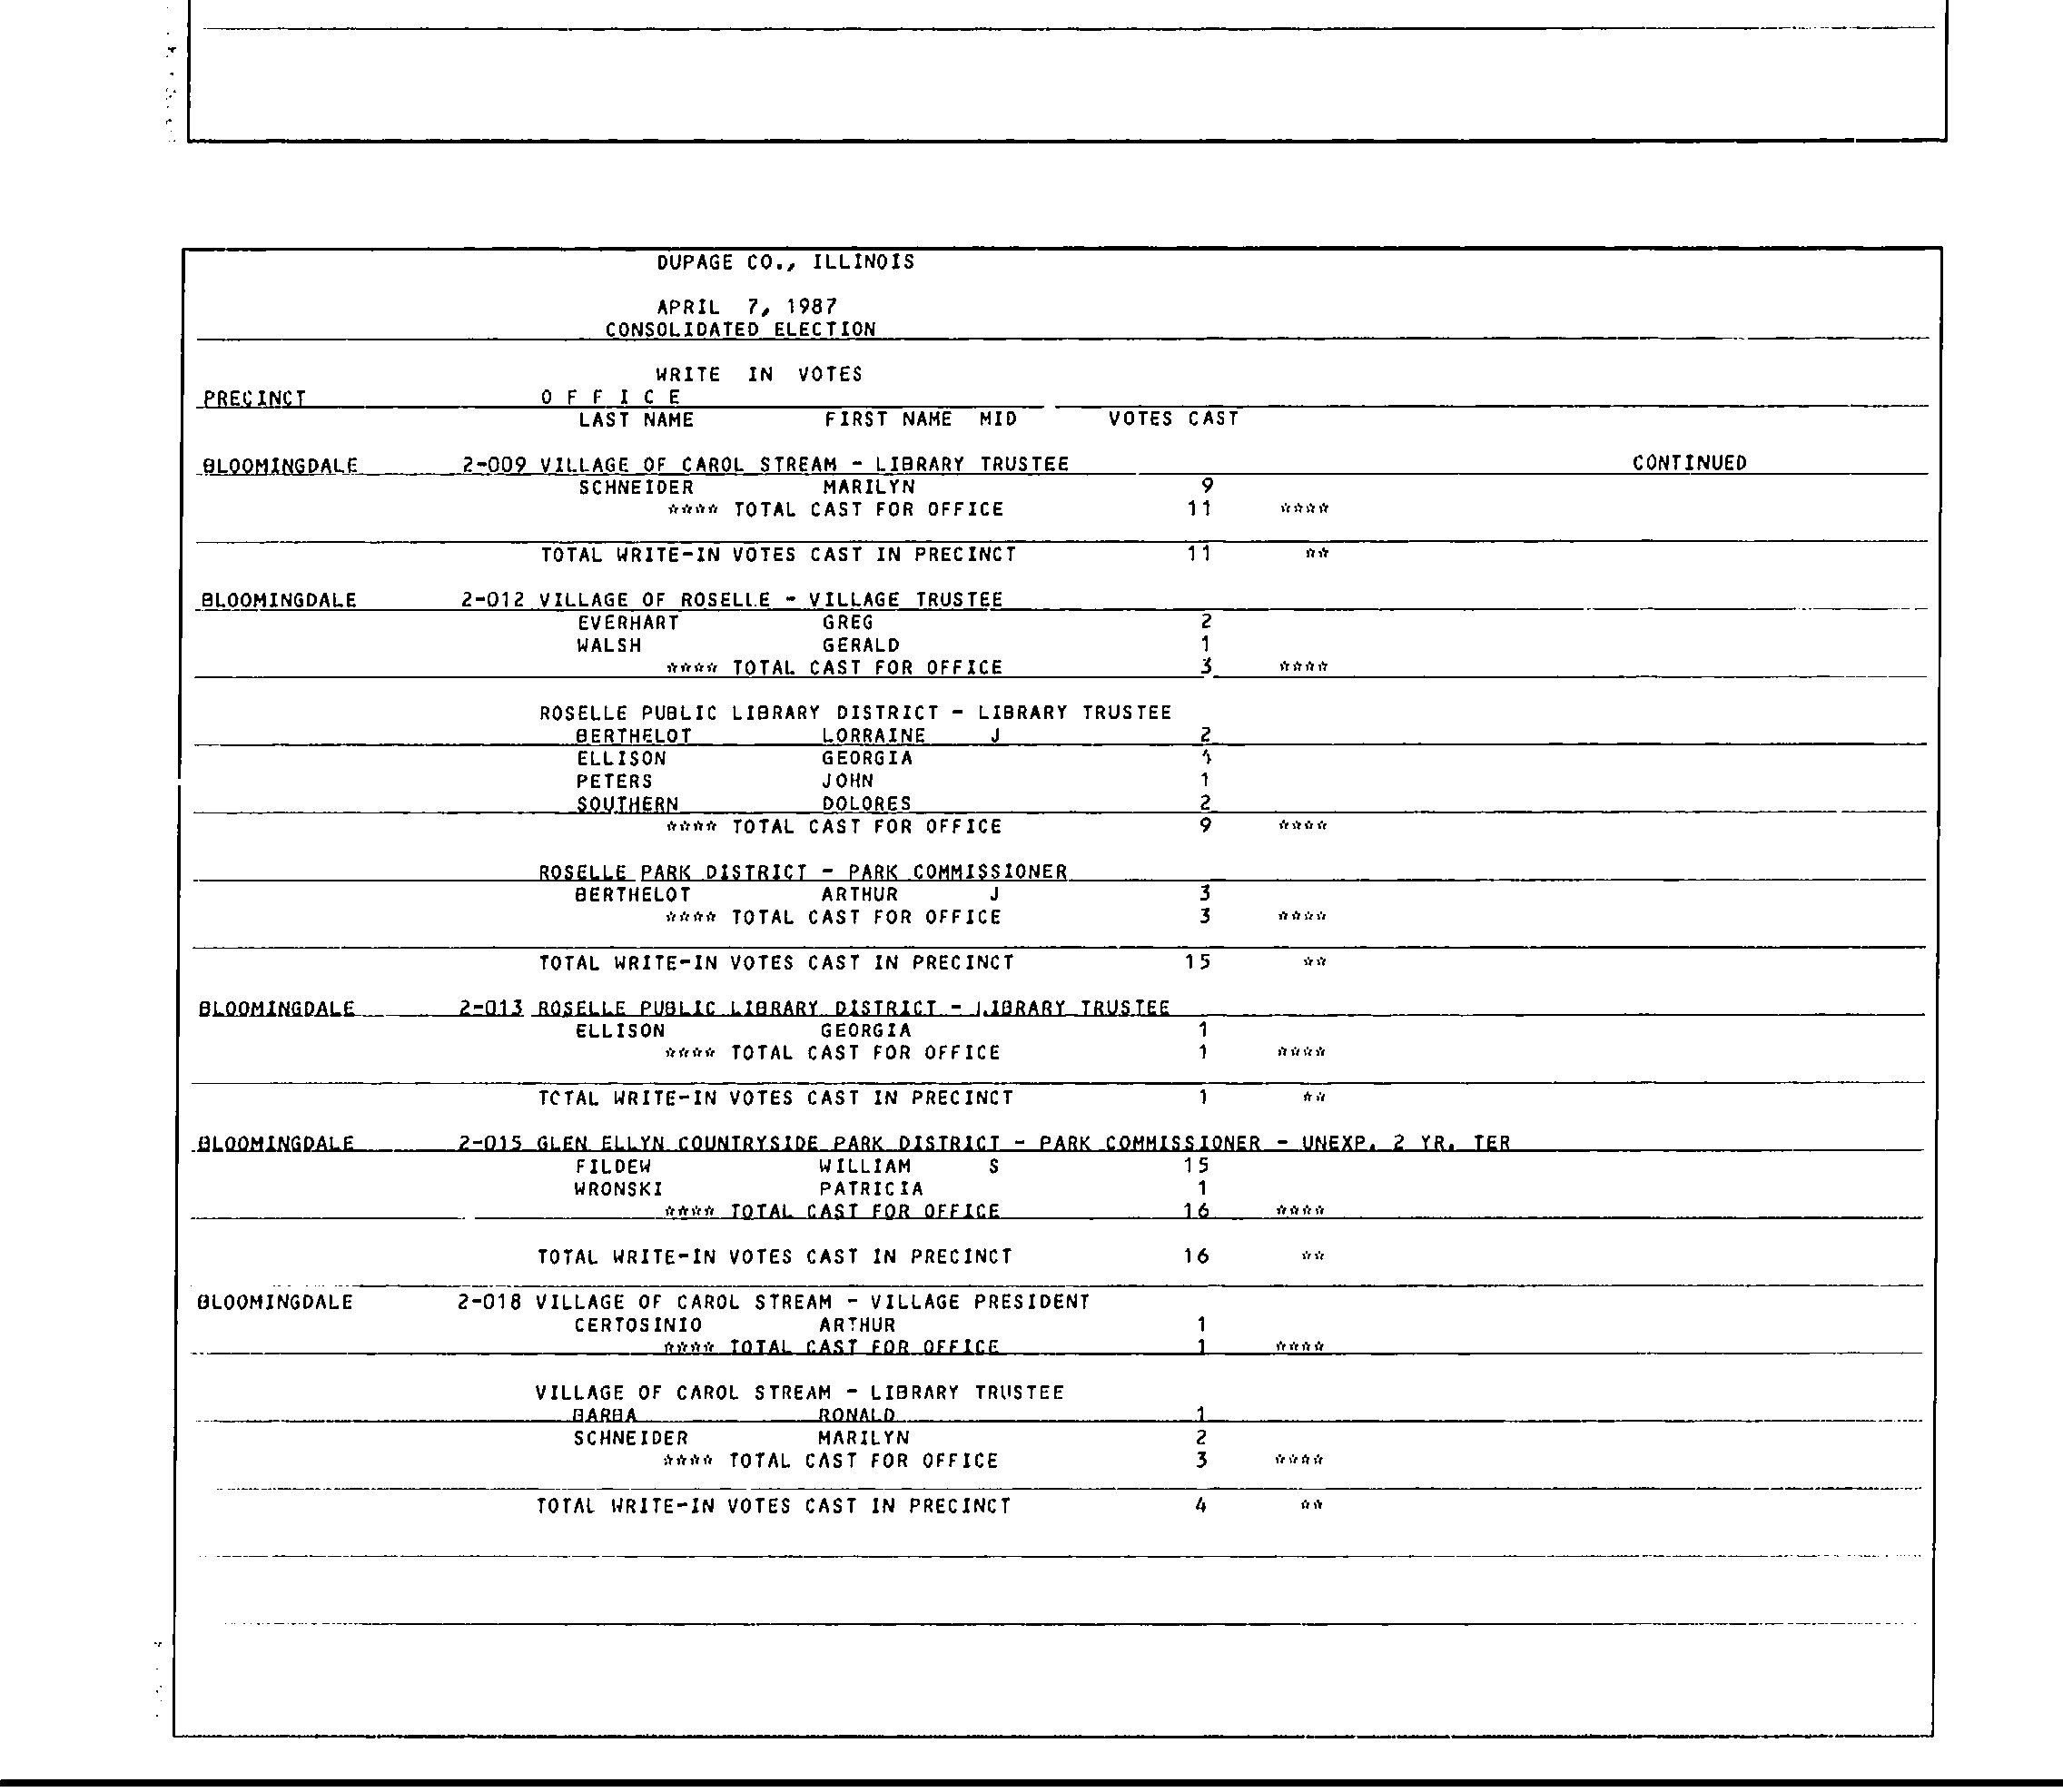 DUPAGE CO., ILLINOIS
APRIL 7, 1987
CONSOLIDATED ELECTION
WRITE IN VOTES
PRECINCT O F F I C E
LAST NAME FIRST NAME MID VOTES CAST
BLOOMINGDALE 2-009 VILLAGE OF CAROL STREAM - LIBRARY TRUSTEE CONTINUED
SCHNEIDER MARILYN 9
**** TOTAL CAST FOR OFFICE 11 ****
TOTAL WRITE-IN VOTES CAST IN PRECINCT 11 **
BLOOMINGDALE 2-012 VILLAGE OF ROSELLE - VILLAGE TRUSTEE
EVERHART GREG 2
WALSH GERALD 1
**** TOTAL CAST FOR OFFICE 3 ****
ROSELLE PUBLIC LIBRARY DISTRICT - LIBRARY TRUSTEE
BERTHELOT LORRAINE J 2
ELLISON GEORGIA 4
PETERS JOHN 1
SOUTHERN DOLORES 2
**** TOTAL CAST FOR OFFICE 9 ****
ROSELLE PARK DISTRICT - PARK COMMISSIONER
BERTHELOT ARTHUR J 3
**** TOTAL CAST FOR OFFICE 3 ****
TOTAL WRITE-IN VOTES CAST IN PRECINCT 15 **
BLOOMINGDALE 2-013 ROSELLE PUBLIC LIBRARY DISTRICT - LIBRARY TRUSTEE
ELLISON GEORGIA 1
**** TOTAL CAST FOR OFFICE 1 ****
TCTAL WRITE-IN VOTES CAST IN PRECINCT 1 **
BLOOMINGDALE 2-015 GLEN ELLYN COUNTRYSIDE PARK DISTRICT - PARK COMMISSIONER - UNEXP. 2 YR. TER
FILDEW WILLIAM S 15
WRONSKI PATRICIA 1
**** TOTAL CAST FOR OFFICE 16 ****
TOTAL WRITE-IN VOTES CAST IN PRECINCT 16 **
BLOOMINGDALE 2-018 VILLAGE OF CAROL STREAM - VILLAGE PRESIDENT
CERTOSINIO ARTHUR 1
**** TOTAL CAST FOR OFFICE 1 ****
VILLAGE OF CAROL STREAM - LIBRARY TRUSTEE
BARBA RONALD 1
SCHNEIDER MARILYN 2
**** TOTAL CAST FOR OFFICE 3 ****
TOTAL WRITE-IN VOTES CAST IN PRECINCT 4 **